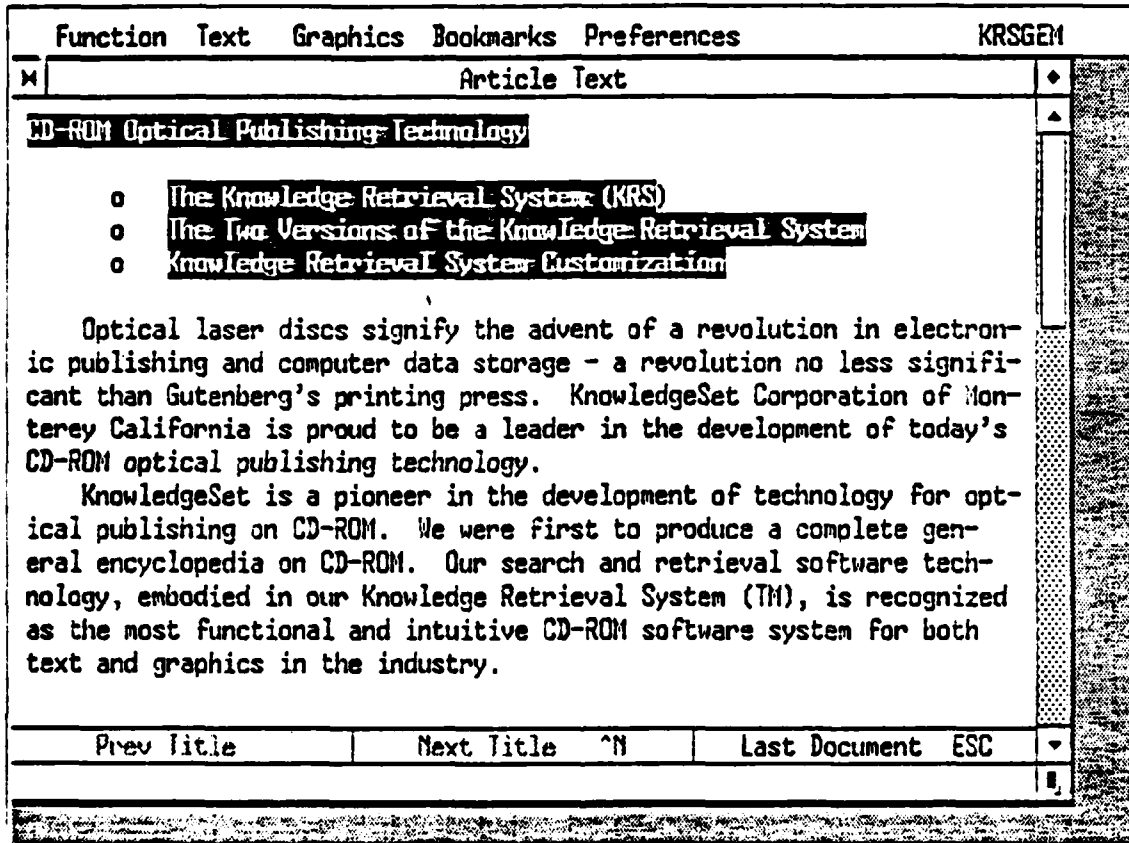 Function Text Graphics Bookmarks Preferences KRSGEM
Article Text
CD-ROM Optical Publishing Technology
o The Knowledge Retrieval System (KRS)
o The Two Versions of the Knowledge Retrieval System
o Knowledge Retrieval System Customization
Optical laser discs signify the advent of a revolution in electron-
ic publishing and computer data storage - a revolution no less signifi-
cant than Gutenberg's printing press. KnowledgeSet Corporation of Mon-
terey California is proud to be a leader in the development of today's
CD-ROM optical publishing technology.
KnowledgeSet is a pioneer in the development of technology for opt-
ical publishing on CD-ROM. We were first to produce a complete gen-
eral encyclopedia on CD-ROM. Our search and retrieval software tech-
nology, embodied in our Knowledge Retrieval System (TM), is recognized
as the most functional and intuitive CD-ROM software system for both
text and graphics in the industry.
Prev Title Next Title ^N Last Document ESC